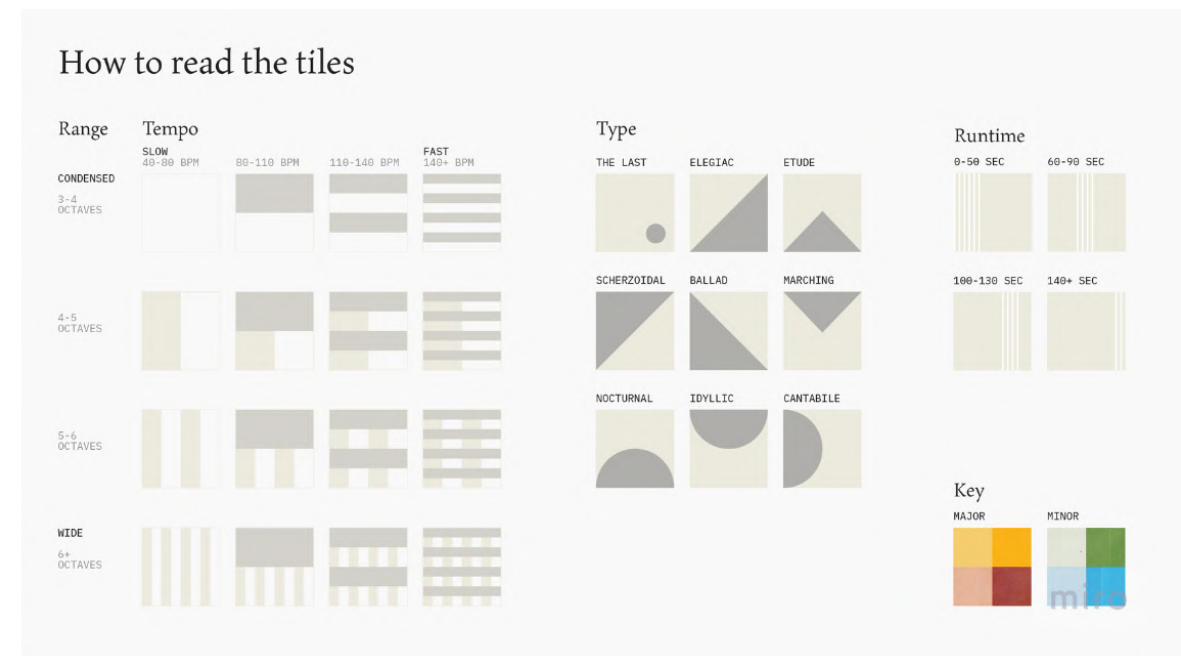 How to read the tiles
Range
Tempo
SLOW
40-80 BPM
80-110 BPM
110-140 BPM
FAST
140+ BPM
CONDENSED
3-4
OCTAVES
4-5
OCTAVES
5-6
OCTAVES
WIDE
6+
OCTAVES
Type
THE LAST
ELEGIAC
ETUDE
SCHERZOIDAL
BALLAD
MARCHING
NOCTURNAL
IDYLLIC
CANTABILE
Runtime
0-50 SEC
60-90 SEC
100-130 SEC
140+ SEC
Key
MAJOR
MINOR
miro